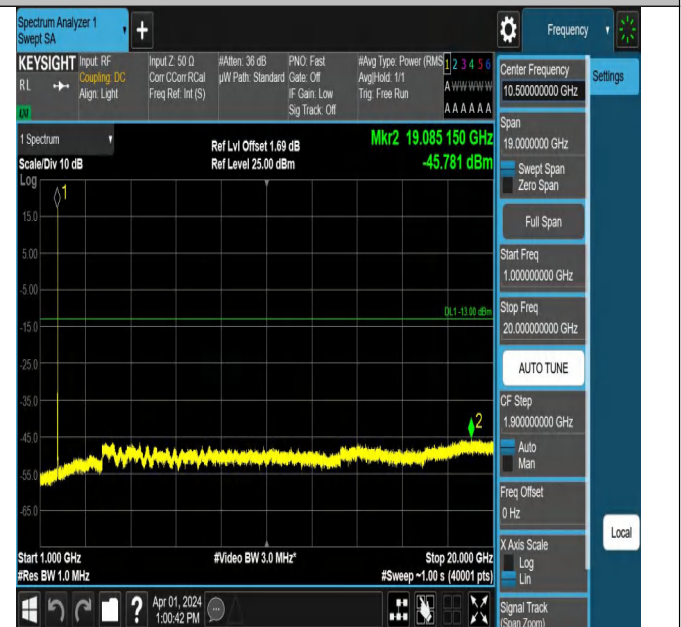 Spectrum Analyzer 1
Swept SA
Frequency
KEYSIGHT
RL
Input: RF
Coupling: DC
Align: Light
Input Z: 50 Ω
Corr CCorr RCal
Freq Ref: Int (S)
#Atten: 36 dB
µW Path: Standard
PNO: Fast
Gate: Off
IF Gain: Low
Sig Track: Off
#Avg Type: Power (RMS
Avg|Hold: 1/1
Trig: Free Run
1 2 3 4 5 6
A W W W W W
A A A A A A
Center Frequency
10.500000000 GHz
Settings
Span
19.0000000 GHz
Swept Span
Zero Span
Full Span
Start Freq
1.000000000 GHz
Stop Freq
20.000000000 GHz
AUTO TUNE
CF Step
1.900000000 GHz
Auto
Man
Freq Offset
0 Hz
X Axis Scale
Log
Lin
Local
Signal Track
(Span Zoom)
1 Spectrum
Scale/Div 10 dB
Log
Ref Lvl Offset 1.69 dB
Ref Level 25.00 dBm
Mkr2 19.085 150 GHz
-45.781 dBm
1
15.0
5.00
-5.00
DL1 -13.00 dBm
-15.0
-25.0
-35.0
2
-45.0
-55.0
-65.0
Start 1.000 GHz
#Res BW 1.0 MHz
#Video BW 3.0 MHz*
Stop 20.000 GHz
#Sweep ~1.00 s (40001 pts)
Apr 01, 2024
1:00:42 PM